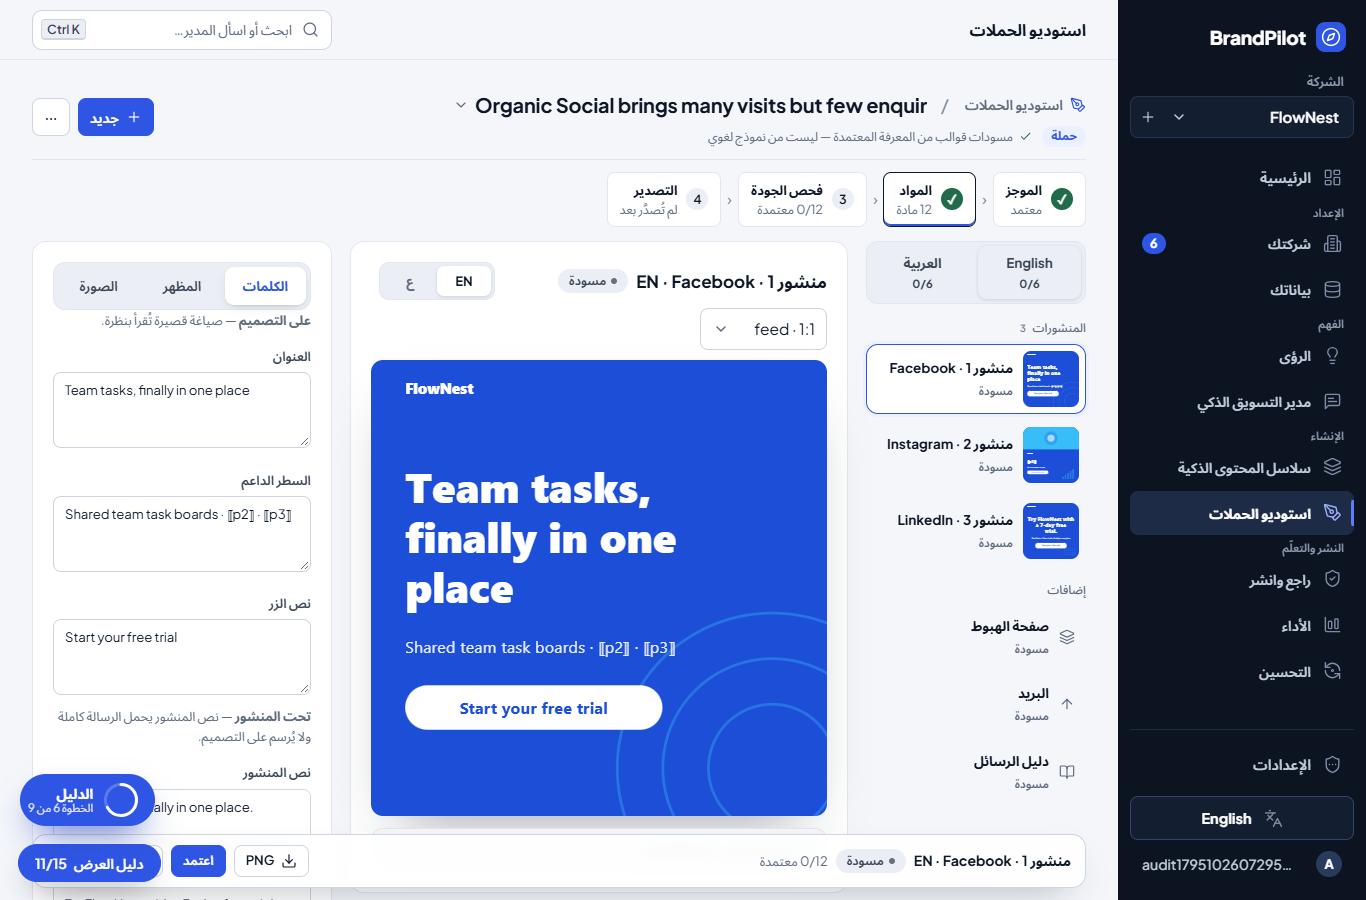 BrandPilot
الشركة
FlowNest
الرئيسية
الإعداد
شركتك
6
بياناتك
الفهم
الرؤى
مدير التسويق الذكي
الإنشاء
سلاسل المحتوى الذكية
استوديو الحملات
النشر والتعلّم
راجع وانشر
الأداء
التحسين
الإعدادات
English
A
audit1795102607295...
استوديو الحملات
ابحث أو اسأل المدير...
Ctrl K
استوديو الحملات / Organic Social brings many visits but few enquir
حملة
مسودات قوالب من المعرفة المعتمدة — ليست من نموذج لغوي
جديد
...
الموجز
معتمد
المواد
12 مادة
3
فحص الجودة
0/12 معتمدة
4
التصدير
لم تُصدَّر بعد
English
0/6
العربية
0/6
المنشورات 3
منشور 1 · Facebook
مسودة
منشور 2 · Instagram
مسودة
منشور 3 · LinkedIn
مسودة
إضافات
صفحة الهبوط
مسودة
البريد
مسودة
دليل الرسائل
مسودة
منشور 1 · EN · Facebook
مسودة
EN
ع
feed · 1:1
FlowNest
Team tasks,
finally in one
place
Shared team task boards · ⟦p2⟧ · ⟦p3⟧
Start your free trial
الكلمات
المظهر
الصورة
على التصميم — صياغة قصيرة تُقرأ بنظرة.
العنوان
Team tasks, finally in one place
السطر الداعم
Shared team task boards · ⟦p2⟧ · ⟦p3⟧
نص الزر
Start your free trial
تحت المنشور — نص المنشور يحمل الرسالة كاملة
ولا يُرسم على التصميم.
نص المنشور
ally in one place.
الدليل
الخطوة 6 من 9
دليل العرض 11/15
منشور 1 · EN · Facebook
مسودة
0/12 معتمدة
PNG
اعتمد